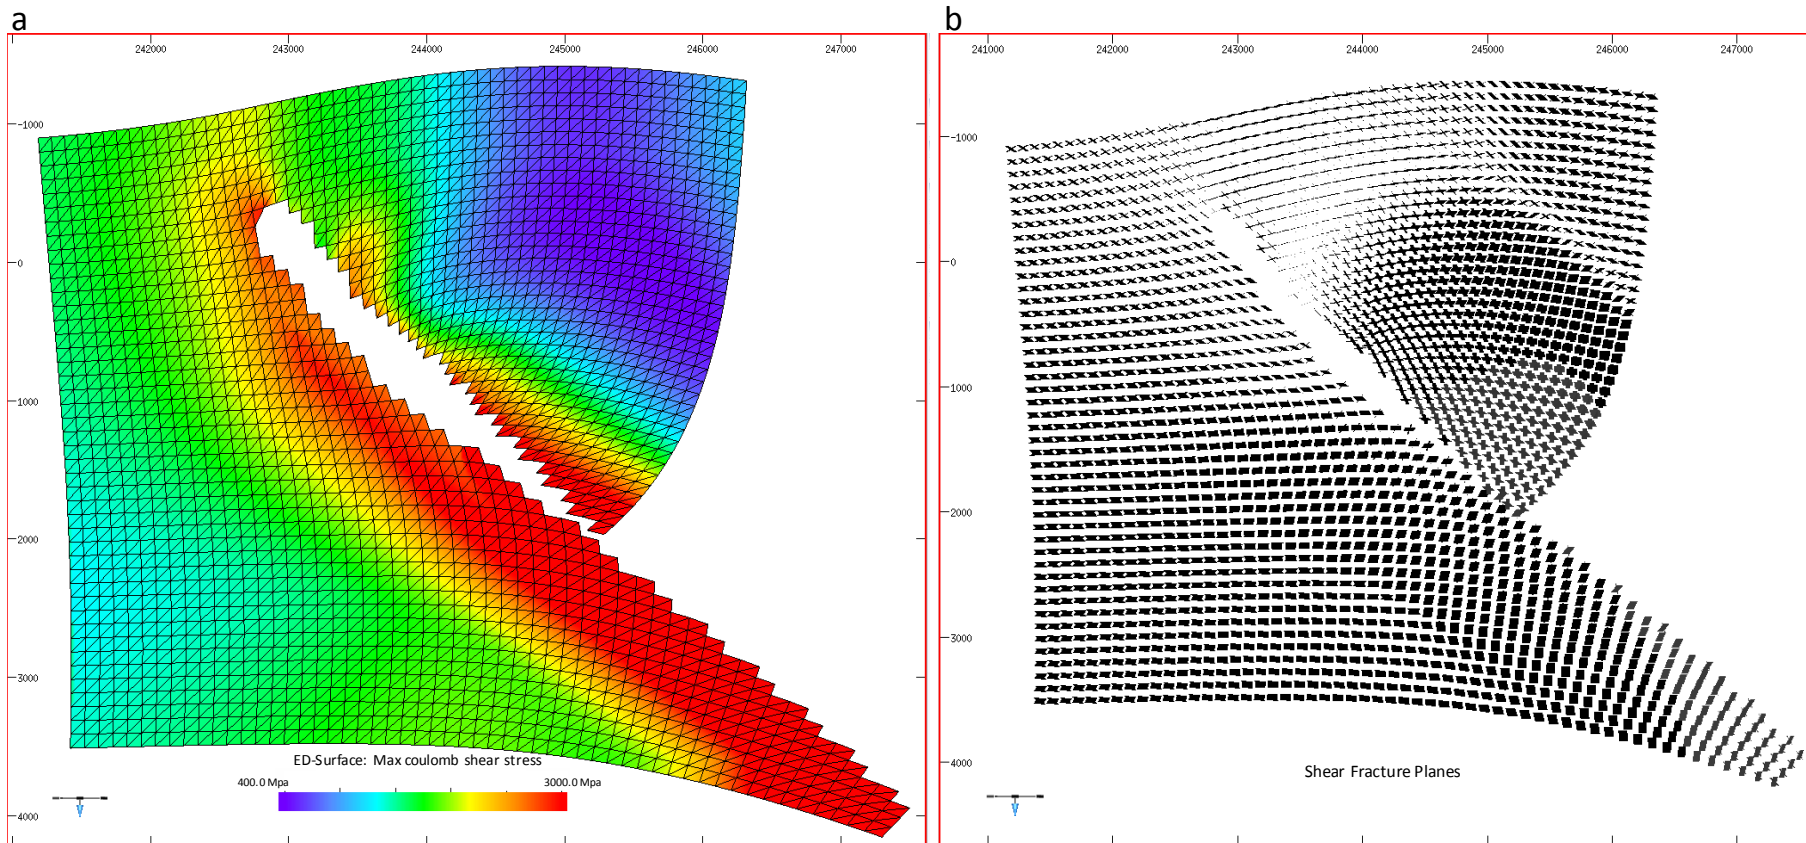 a
b
242000 243000 244000 245000 246000 247000
241000 242000 243000 244000 245000 246000 247000
-1000
0
1000
2000
3000
4000
-1000
0
1000
2000
3000
4000
ED-Surface: Max coulomb shear stress
400.0 Mpa 3000.0 Mpa
Shear Fracture Planes